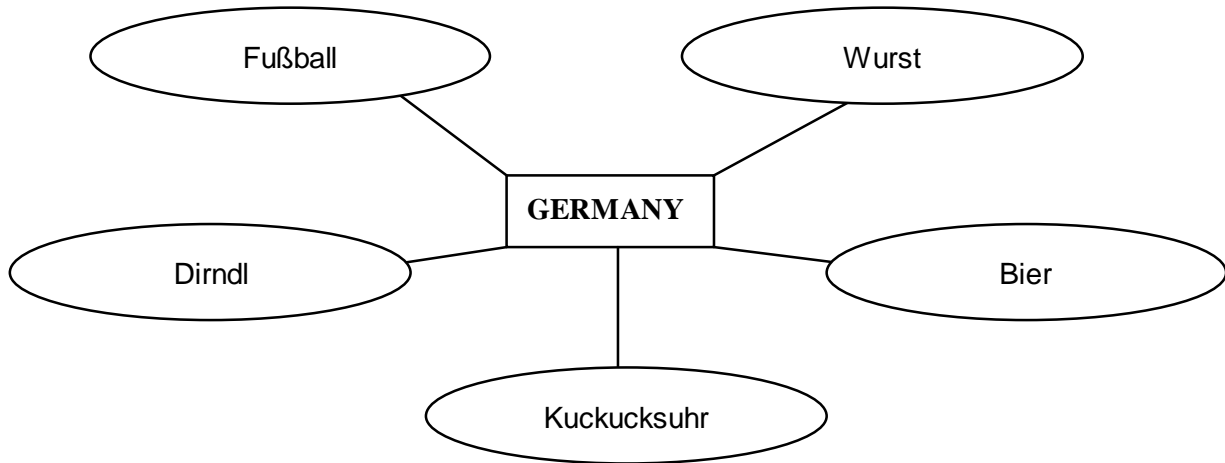 Fußball
Wurst
GERMANY
Dirndl
Bier
Kuckucksuhr